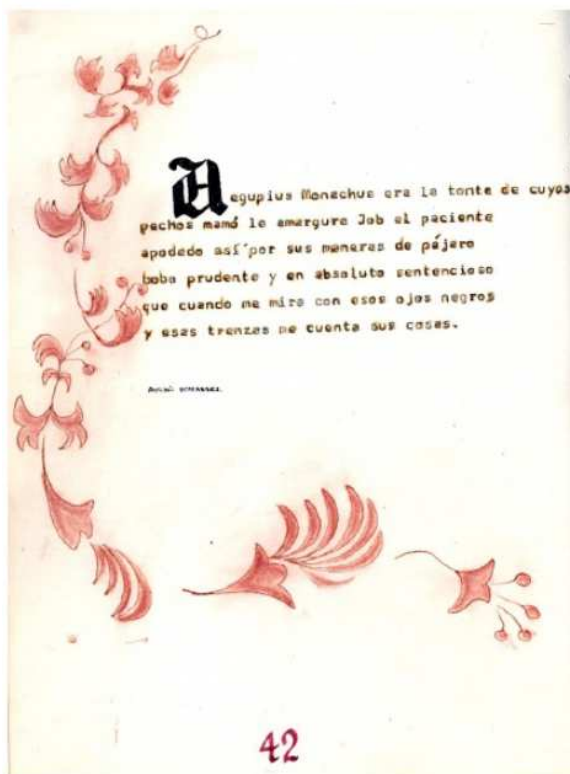 Aegupius Monachus era la tonta de cuyos
pechos mamó la amargura Job el paciente
apodado así por sus maneras de pájaro
bobo prudente y en absoluto sentencioso
que cuando me mira con esos ojos negros
y esas trenzas me cuenta sus cosas.
42